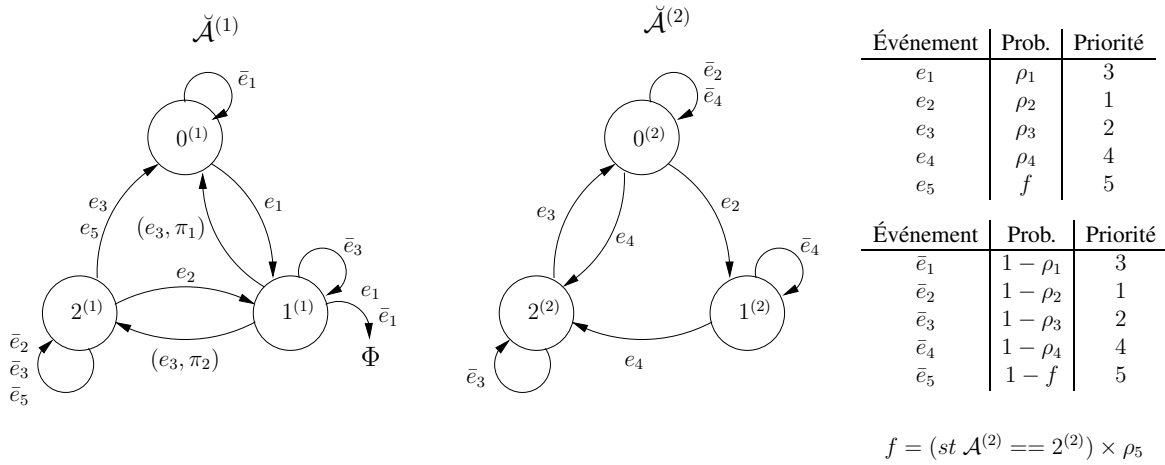 𝒜̆⁽¹⁾
ē₁
0⁽¹⁾
e₃
e₅
(e₃, π₁)
e₁
e₂
ē₃
2⁽¹⁾
1⁽¹⁾
e₁
ē₁
ē₂
ē₃
ē₅
(e₃, π₂)
Φ
𝒜̆⁽²⁾
ē₂
ē₄
0⁽²⁾
e₃
e₄
e₂
ē₄
2⁽²⁾
1⁽²⁾
e₄
ē₃
Événement Prob. Priorité
e₁ ρ₁ 3
e₂ ρ₂ 1
e₃ ρ₃ 2
e₄ ρ₄ 4
e₅ f 5
Événement Prob. Priorité
ē₁ 1 − ρ₁ 3
ē₂ 1 − ρ₂ 1
ē₃ 1 − ρ₃ 2
ē₄ 1 − ρ₄ 4
ē₅ 1 − f 5
f = (st 𝒜⁽²⁾ == 2⁽²⁾) × ρ₅